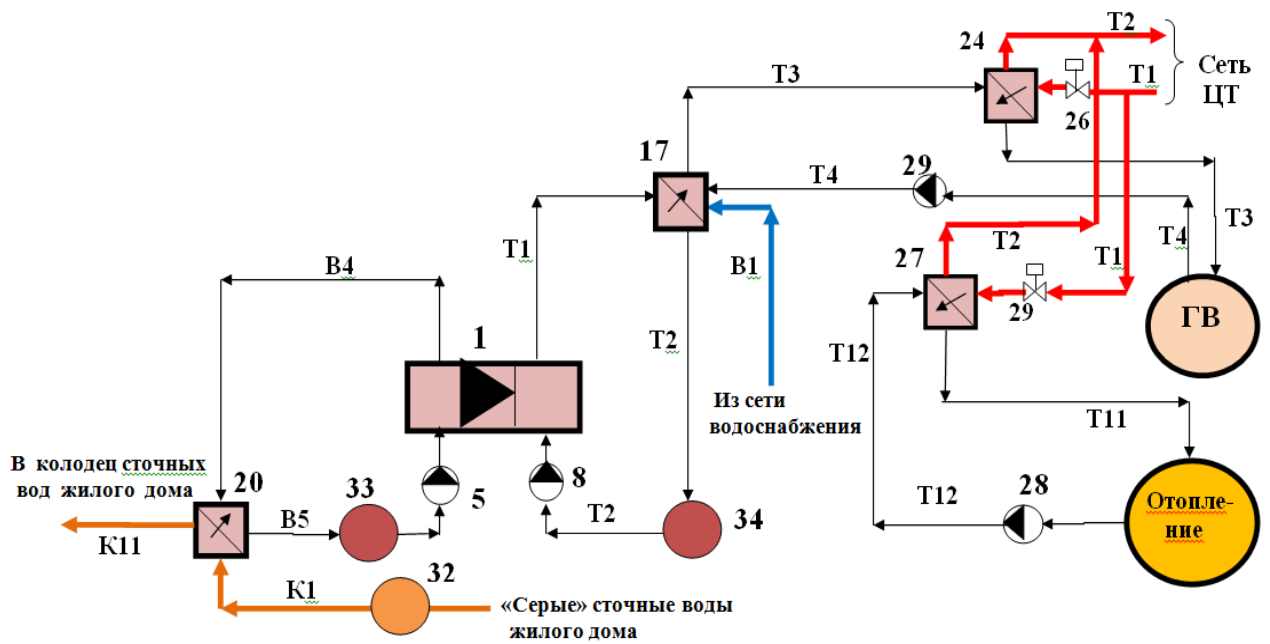 Т2
24
Т3
Т1
Сеть
ЦТ
26
17
29
Т4
Т3
Т2
Т4
Т1
В4
В1
27
Т1
1
29
ГВ
Т2
Т12
Из сети
водоснабжения
Т11
В колодец сточных
вод жилого дома
20
33
5
8
Т12
28
Отопле-
ние
В5
Т2
34
К11
32
К1
«Серые» сточные воды
жилого дома